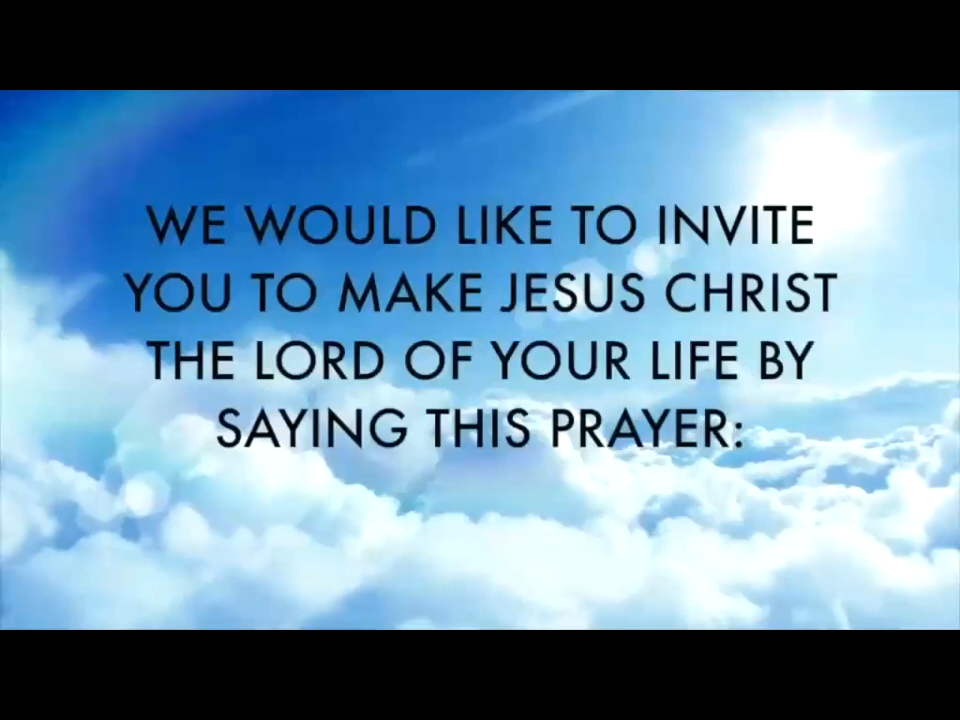 WE WOULD LIKE TO INVITE
YOU TO MAKE JESUS CHRIST
THE LORD OF YOUR LIFE BY
SAYING THIS PRAYER: